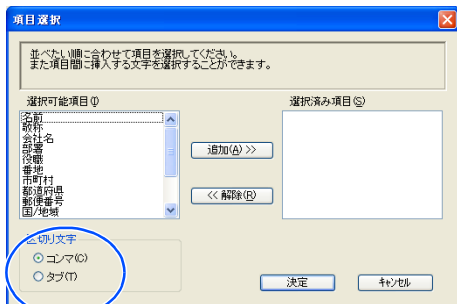 項目選択
並べたい順に合わせて項目を選択してください。
また項目間に挿入する文字を選択することができます。
選択可能項目(I)
選択済み項目(S)
名前
敬称
会社名
部署
役職
番地
市町村
都道府県
郵便番号
国/地域
追加(A) >>
<< 解除(R)
区切り文字
コンマ(C)
タブ(T)
決定
キャンセル